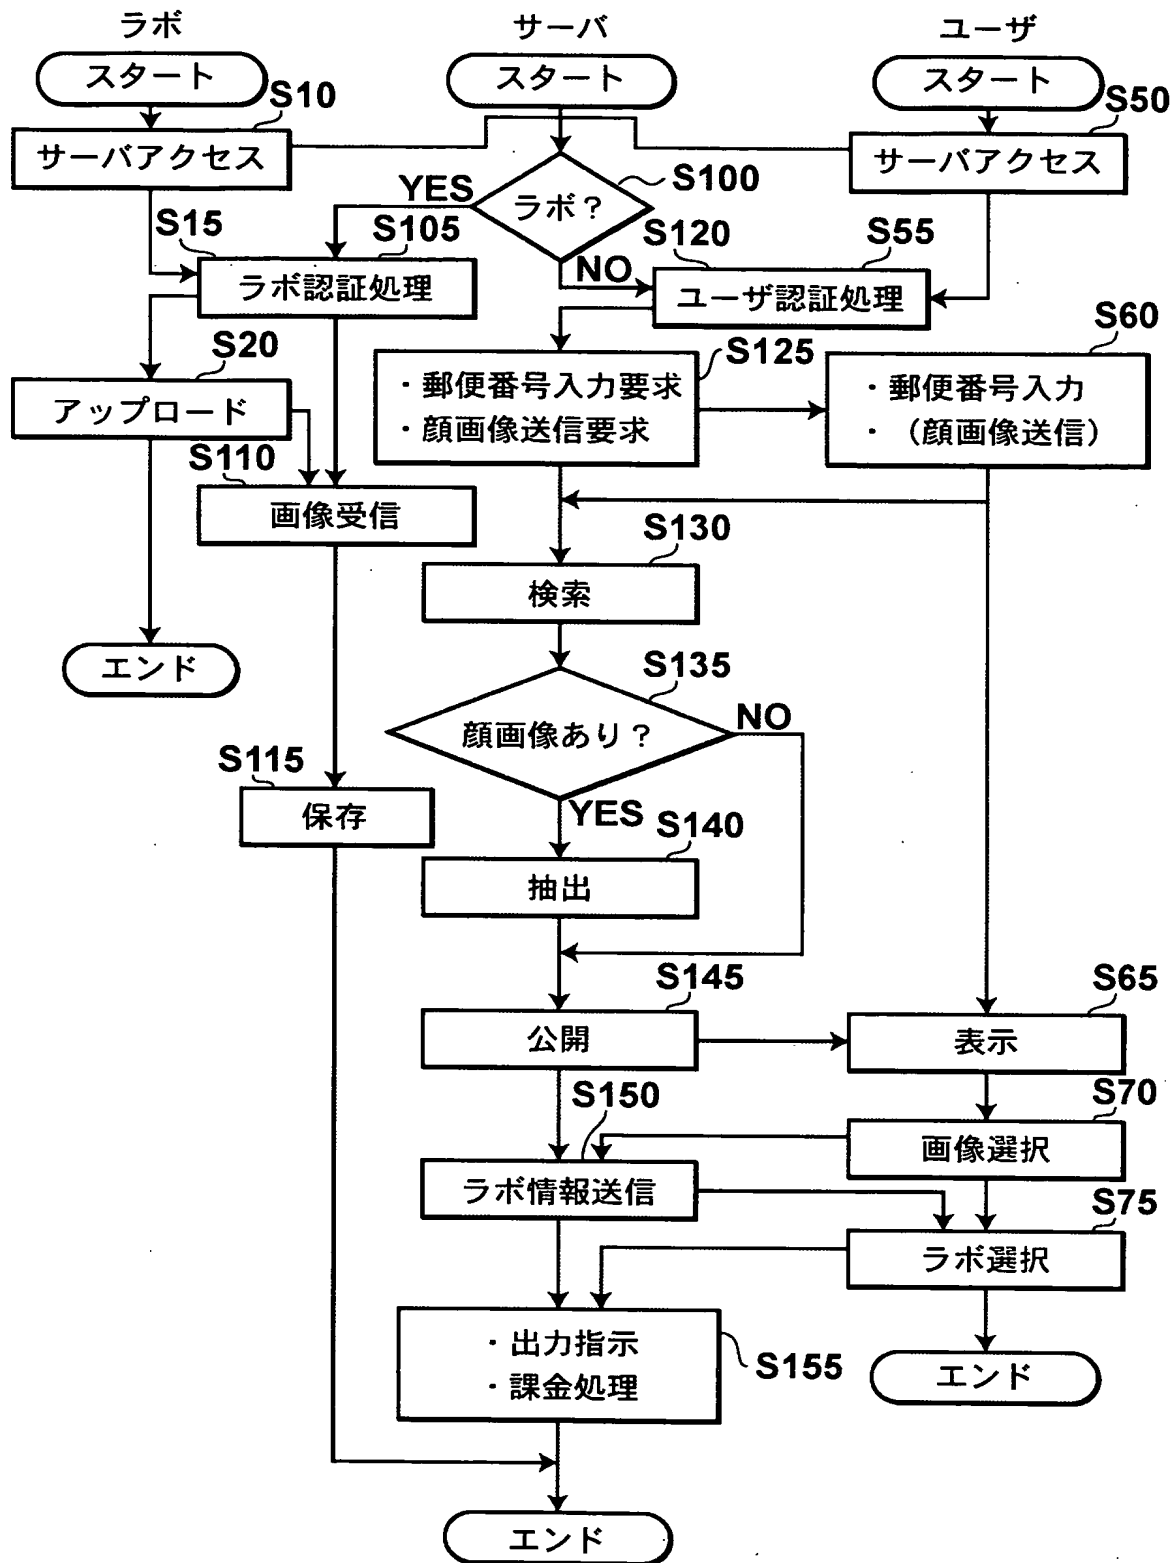 ラボ
サーバ
ユーザ
スタート
スタート
スタート
S10
S50
サーバアクセス
サーバアクセス
S100
YES
ラボ?
S15
S105
S120
S55
NO
ラボ認証処理
ユーザ認証処理
S60
S20
S125
アップロード
・郵便番号入力要求
・顔画像送信要求
・郵便番号入力
・(顔画像送信)
S110
画像受信
S130
検索
エンド
S135
NO
顔画像あり?
S115
YES
保存
S140
抽出
S145
S65
公開
表示
S150
S70
画像選択
ラボ情報送信
S75
ラボ選択
・出力指示
・課金処理
S155
エンド
エンド